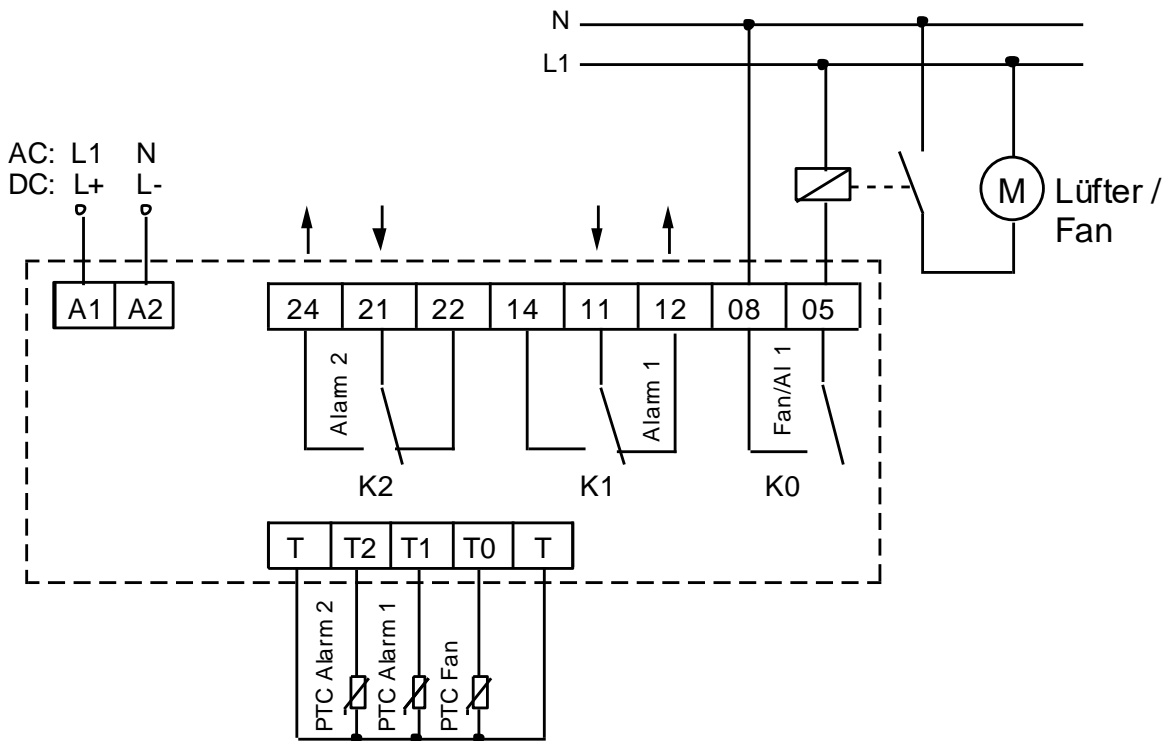 N
L1
AC: L1 N
DC: L+ L-
M
Lüfter /
Fan
A1 A2
24 21 22 14 11 12 08 05
Alarm 2
Alarm 1
Fan/Al 1
K2
K1
K0
T T2 T1 T0 T
PTC Alarm 2
PTC Alarm 1
PTC Fan